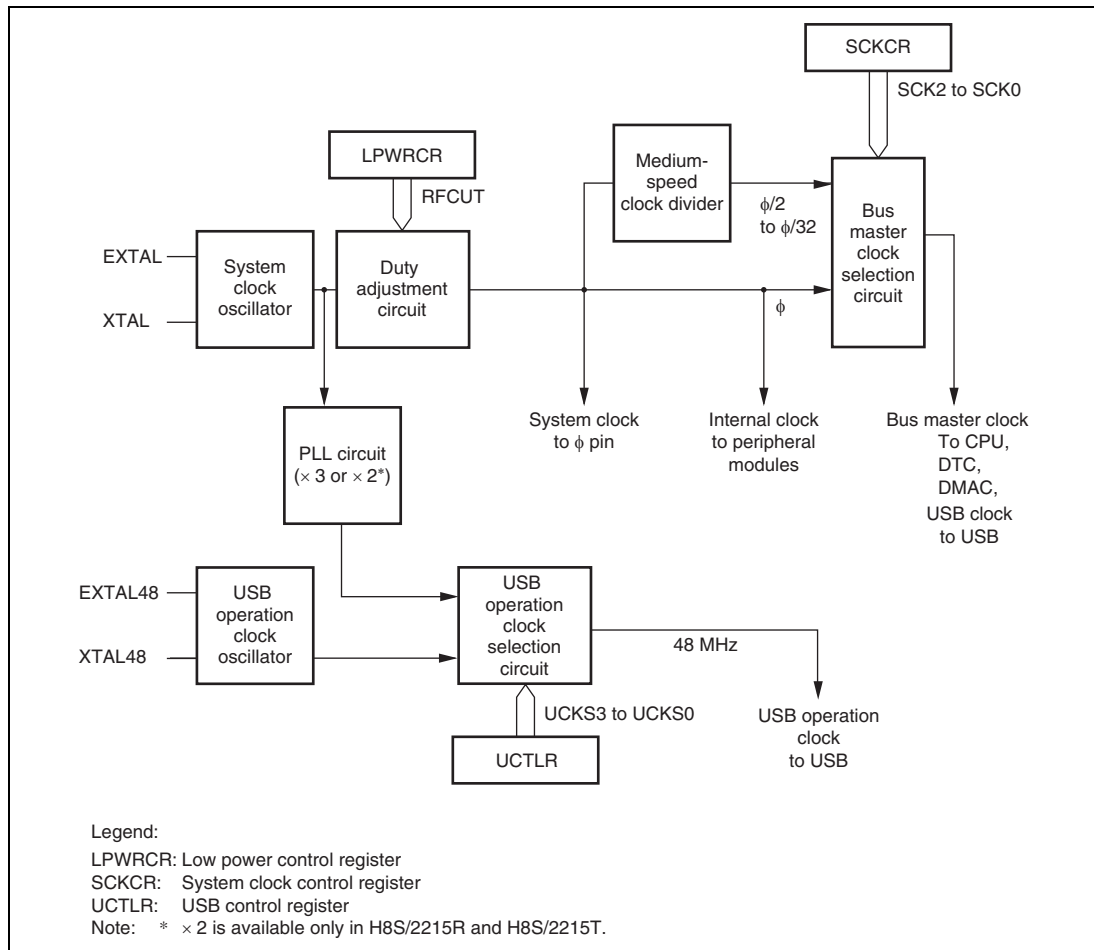 SCKCR
SCK2 to SCK0
LPWRCR
RFCUT
Medium-
speed
clock divider
ϕ/2
to ϕ/32
Bus
master
clock
selection
circuit
EXTAL
XTAL
System
clock
oscillator
Duty
adjustment
circuit
ϕ
System clock
to ϕ pin
Internal clock
to peripheral
modules
Bus master clock
To CPU,
DTC,
DMAC,
USB clock
to USB
PLL circuit
(× 3 or × 2*)
EXTAL48
XTAL48
USB
operation
clock
oscillator
USB
operation
clock
selection
circuit
48 MHz
UCKS3 to UCKS0
UCTLR
USB operation
clock
to USB
Legend:
LPWRCR: Low power control register
SCKCR: System clock control register
UCTLR: USB control register
Note: * × 2 is available only in H8S/2215R and H8S/2215T.